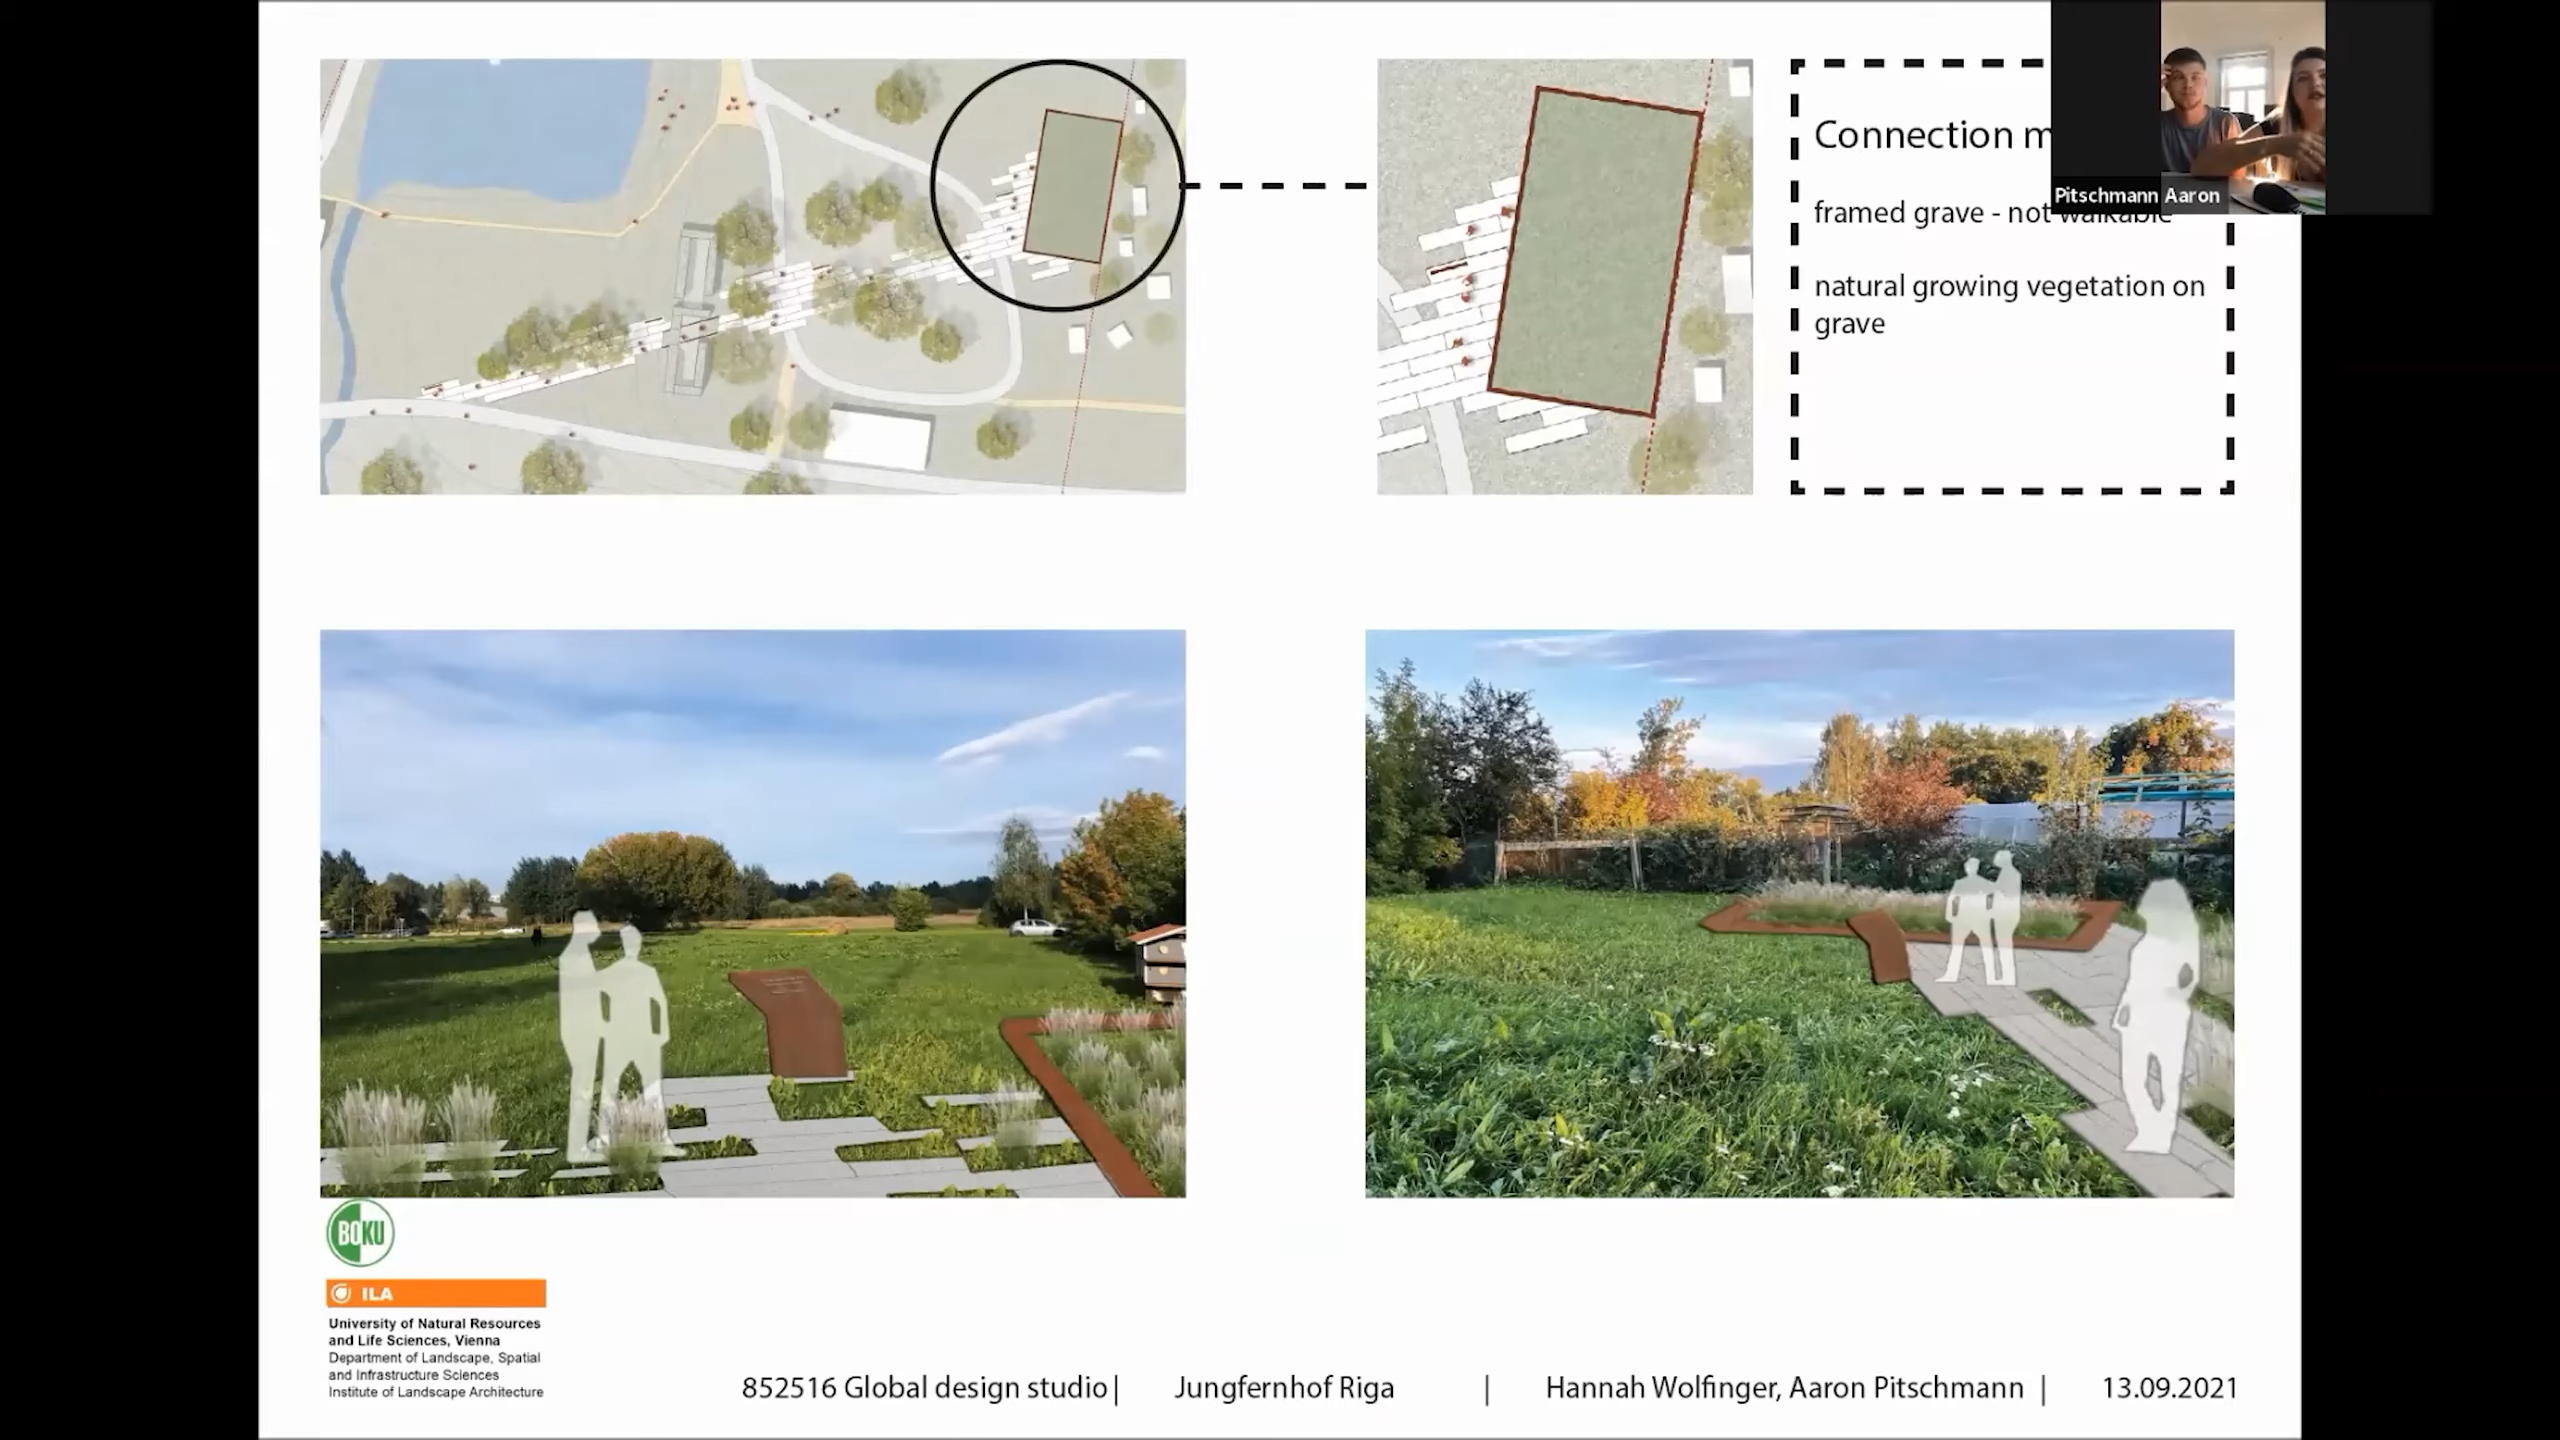 Connection m
Pitschmann Aaron
framed grave - not walkable
natural growing vegetation on
grave
BOKU
ILA
University of Natural Resources
and Life Sciences, Vienna
Department of Landscape, Spatial
and Infrastructure Sciences
Institute of Landscape Architecture
852516 Global design studio | Jungfernhof Riga | Hannah Wolfinger, Aaron Pitschmann | 13.09.2021